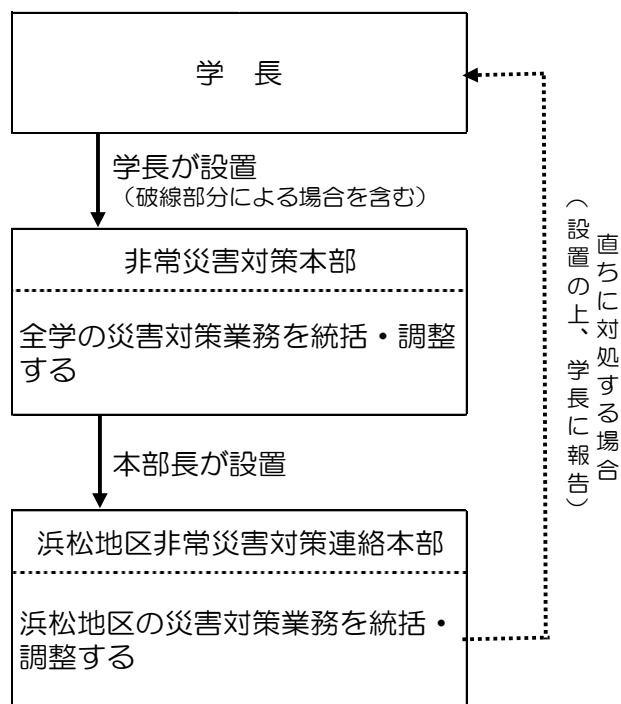 学　長
学長が設置
（破線部分による場合を含む）
非常災害対策本部
全学の災害対策業務を統括・調整
する
本部長が設置
浜松地区非常災害対策連絡本部
浜松地区の災害対策業務を統括・
調整する
直ちに対処する場合
（設置の上、学長に報告）